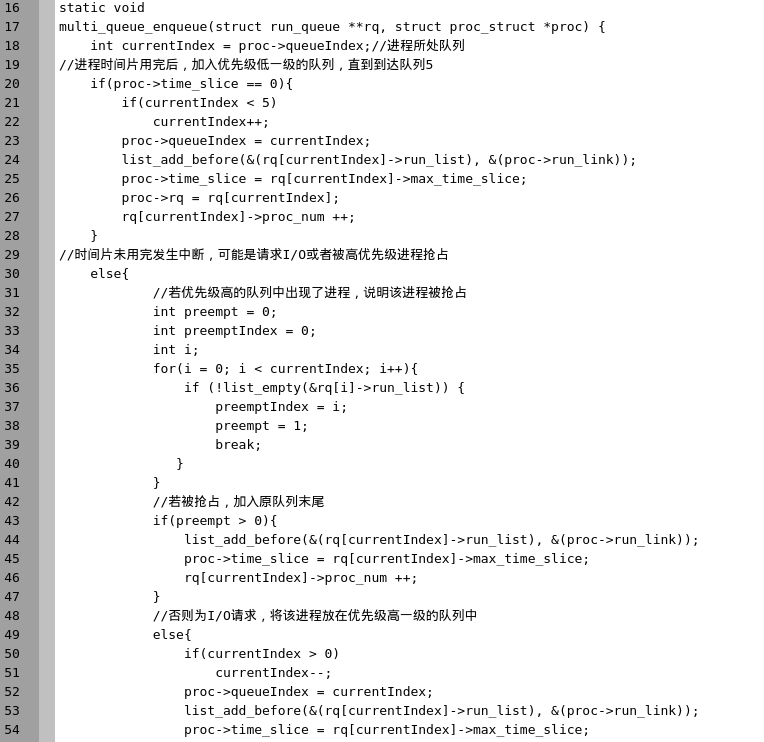 16 static void
17 multi_queue_enqueue(struct run_queue **rq, struct proc_struct *proc) {
18     int currentIndex = proc->queueIndex;//进程所处队列
19 //进程时间片用完后，加入优先级低一级的队列，直到到达队列5
20     if(proc->time_slice == 0){
21         if(currentIndex < 5)
22             currentIndex++;
23         proc->queueIndex = currentIndex;
24         list_add_before(&(rq[currentIndex]->run_list), &(proc->run_link));
25         proc->time_slice = rq[currentIndex]->max_time_slice;
26         proc->rq = rq[currentIndex];
27         rq[currentIndex]->proc_num ++;
28     }
29 //时间片未用完发生中断，可能是请求I/O或者被高优先级进程抢占
30     else{
31             //若优先级高的队列中出现了进程，说明该进程被抢占
32             int preempt = 0;
33             int preemptIndex = 0;
34             int i;
35             for(i = 0; i < currentIndex; i++){
36                 if (!list_empty(&rq[i]->run_list)) {
37                     preemptIndex = i;
38                     preempt = 1;
39                     break;
40                }
41             }
42             //若被抢占，加入原队列末尾
43             if(preempt > 0){
44                 list_add_before(&(rq[currentIndex]->run_list), &(proc->run_link));
45                 proc->time_slice = rq[currentIndex]->max_time_slice;
46                 rq[currentIndex]->proc_num ++;
47             }
48             //否则为I/O请求，将该进程放在优先级高一级的队列中
49             else{
50                 if(currentIndex > 0)
51                     currentIndex--;
52                 proc->queueIndex = currentIndex;
53                 list_add_before(&(rq[currentIndex]->run_list), &(proc->run_link));
54                 proc->time_slice = rq[currentIndex]->max_time_slice;